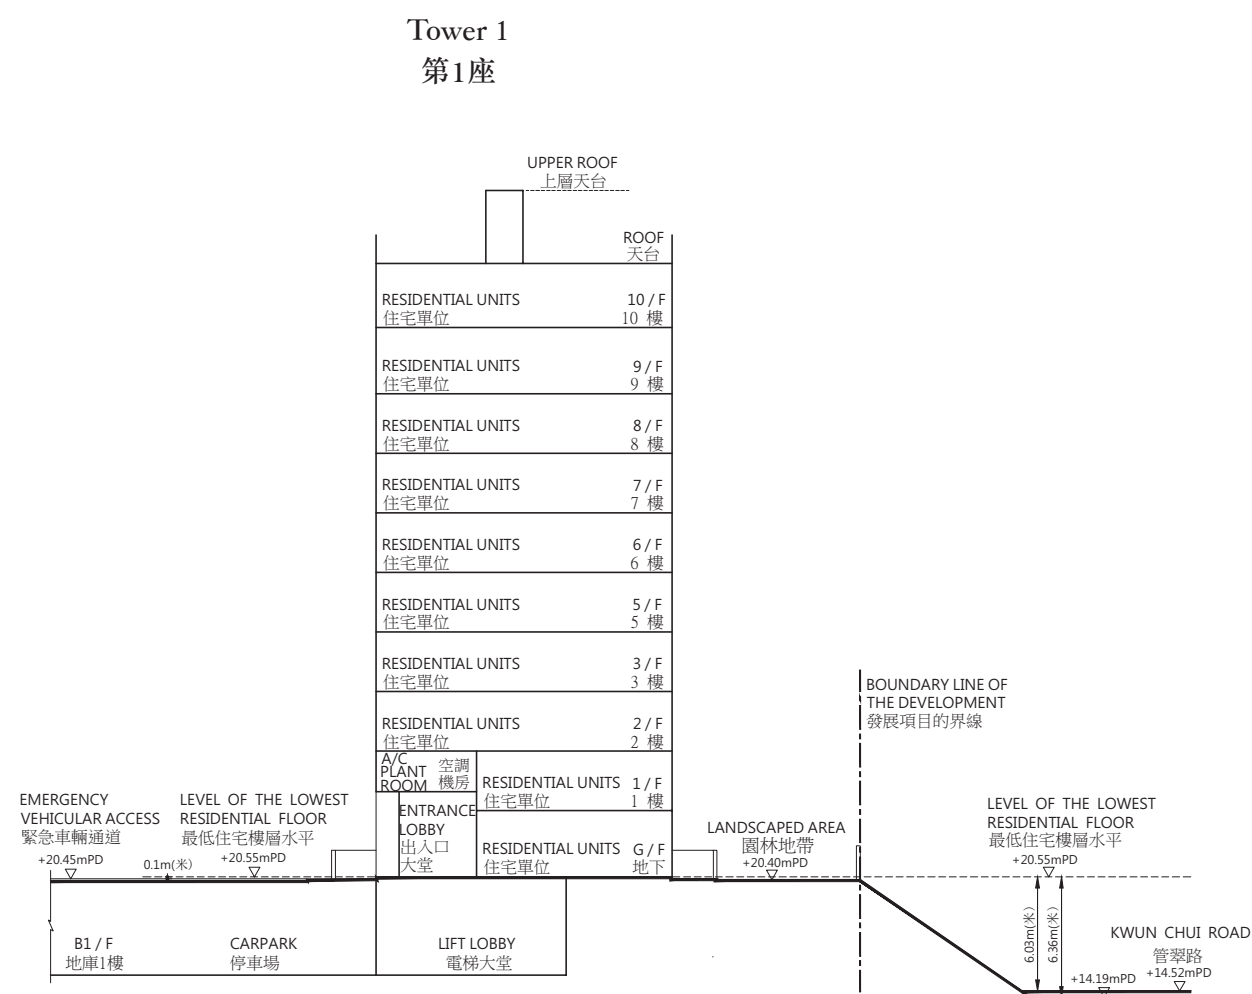 Tower 1
第1座
UPPER ROOF
上層天台
ROOF
天台
RESIDENTIAL UNITS 10 / F
住宅單位 10 樓
RESIDENTIAL UNITS 9 / F
住宅單位 9 樓
RESIDENTIAL UNITS 8 / F
住宅單位 8 樓
RESIDENTIAL UNITS 7 / F
住宅單位 7 樓
RESIDENTIAL UNITS 6 / F
住宅單位 6 樓
RESIDENTIAL UNITS 5 / F
住宅單位 5 樓
RESIDENTIAL UNITS 3 / F
住宅單位 3 樓
RESIDENTIAL UNITS 2 / F
住宅單位 2 樓
A/C
PLANT
ROOM
空調
機房
RESIDENTIAL UNITS 1 / F
住宅單位 1 樓
ENTRANCE
LOBBY
出入口
大堂
RESIDENTIAL UNITS G / F
住宅單位 地下
EMERGENCY
VEHICULAR ACCESS
緊急車輛通道
+20.45mPD
0.1m(米)
LEVEL OF THE LOWEST
RESIDENTIAL FLOOR
最低住宅樓層水平
+20.55mPD
LANDSCAPED AREA
園林地帶
+20.40mPD
BOUNDARY LINE OF
THE DEVELOPMENT
發展項目的界線
LEVEL OF THE LOWEST
RESIDENTIAL FLOOR
最低住宅樓層水平
+20.55mPD
6.03m(米)
6.36m(米)
KWUN CHUI ROAD
管翠路
+14.52mPD
+14.19mPD
B1 / F
地庫1樓
CARPARK
停車場
LIFT LOBBY
電梯大堂